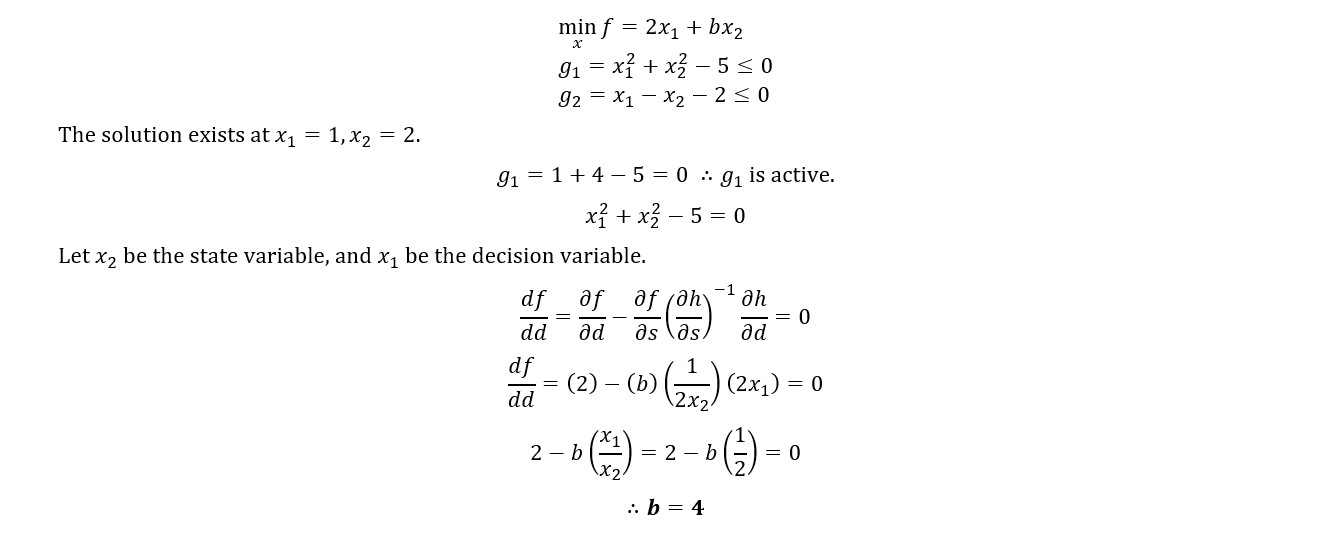 min f = 2x₁ + bx₂
x
g₁ = x₁² + x₂² − 5 ≤ 0
g₂ = x₁ − x₂ − 2 ≤ 0
The solution exists at x₁ = 1, x₂ = 2.
g₁ = 1 + 4 − 5 = 0 ∴ g₁ is active.
x₁² + x₂² − 5 = 0
Let x₂ be the state variable, and x₁ be the decision variable.
df/dd = ∂f/∂d − ∂f/∂s (∂h/∂s)⁻¹ ∂h/∂d = 0
df/dd = (2) − (b) (1/2x₂) (2x₁) = 0
2 − b (x₁/x₂) = 2 − b (1/2) = 0
∴ b = 4